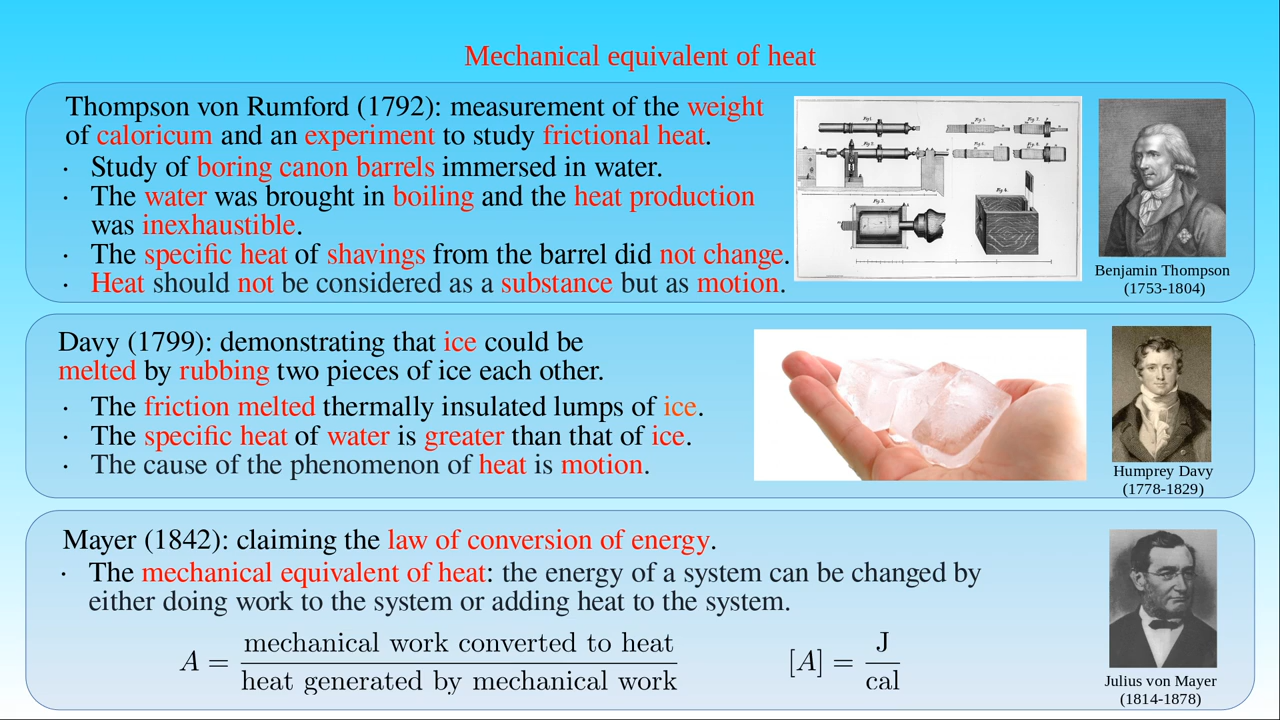 Mechanical equivalent of heat
Thompson von Rumford (1792): measurement of the weight
of caloricum and an experiment to study frictional heat.
· Study of boring canon barrels immersed in water.
· The water was brought in boiling and the heat production
was inexhaustible.
· The specific heat of shavings from the barrel did not change.
· Heat should not be considered as a substance but as motion.
Benjamin Thompson
(1753-1804)
Davy (1799): demonstrating that ice could be
melted by rubbing two pieces of ice each other.
· The friction melted thermally insulated lumps of ice.
· The specific heat of water is greater than that of ice.
· The cause of the phenomenon of heat is motion.
Humprey Davy
(1778-1829)
Mayer (1842): claiming the law of conversion of energy.
· The mechanical equivalent of heat: the energy of a system can be changed by
either doing work to the system or adding heat to the system.
A = mechanical work converted to heat / heat generated by mechanical work
[A] = J / cal
Julius von Mayer
(1814-1878)